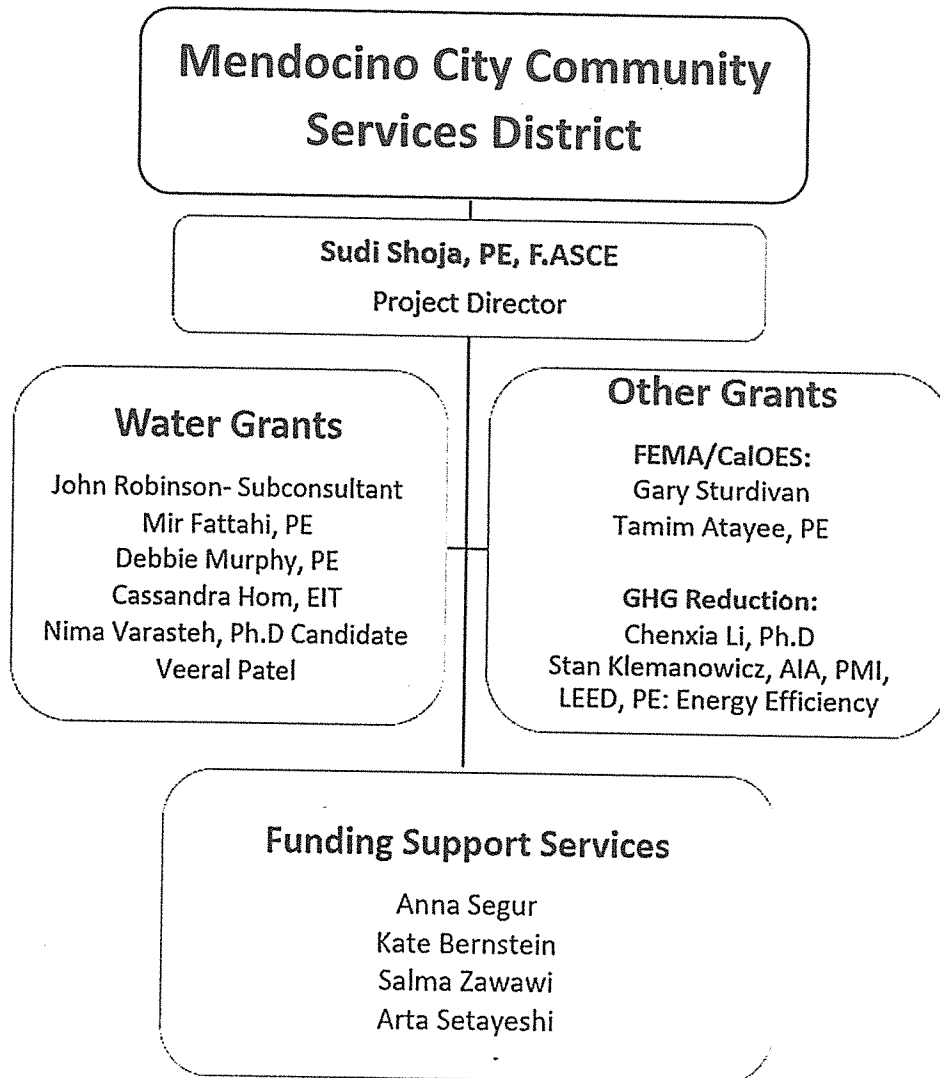 Mendocino City Community
Services District
Sudi Shoja, PE, F.ASCE
Project Director
Water Grants
John Robinson- Subconsultant
Mir Fattahi, PE
Debbie Murphy, PE
Cassandra Hom, EIT
Nima Varasteh, Ph.D Candidate
Veeral Patel
Other Grants
FEMA/CalOES:
Gary Sturdivan
Tamim Atayee, PE
GHG Reduction:
Chenxia Li, Ph.D
Stan Klemanowicz, AIA, PMI,
LEED, PE: Energy Efficiency
Funding Support Services
Anna Segur
Kate Bernstein
Salma Zawawi
Arta Setayeshi